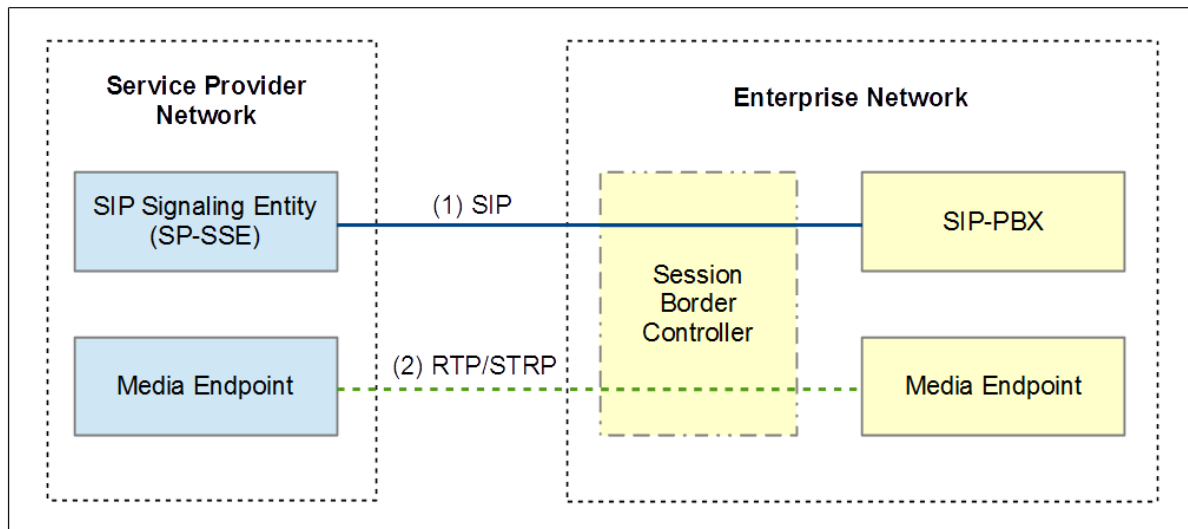 Service Provider
Network
Enterprise Network
SIP Signaling Entity
(SP-SSE)
(1) SIP
SIP-PBX
Session
Border
Controller
Media Endpoint
(2) RTP/STRP
Media Endpoint